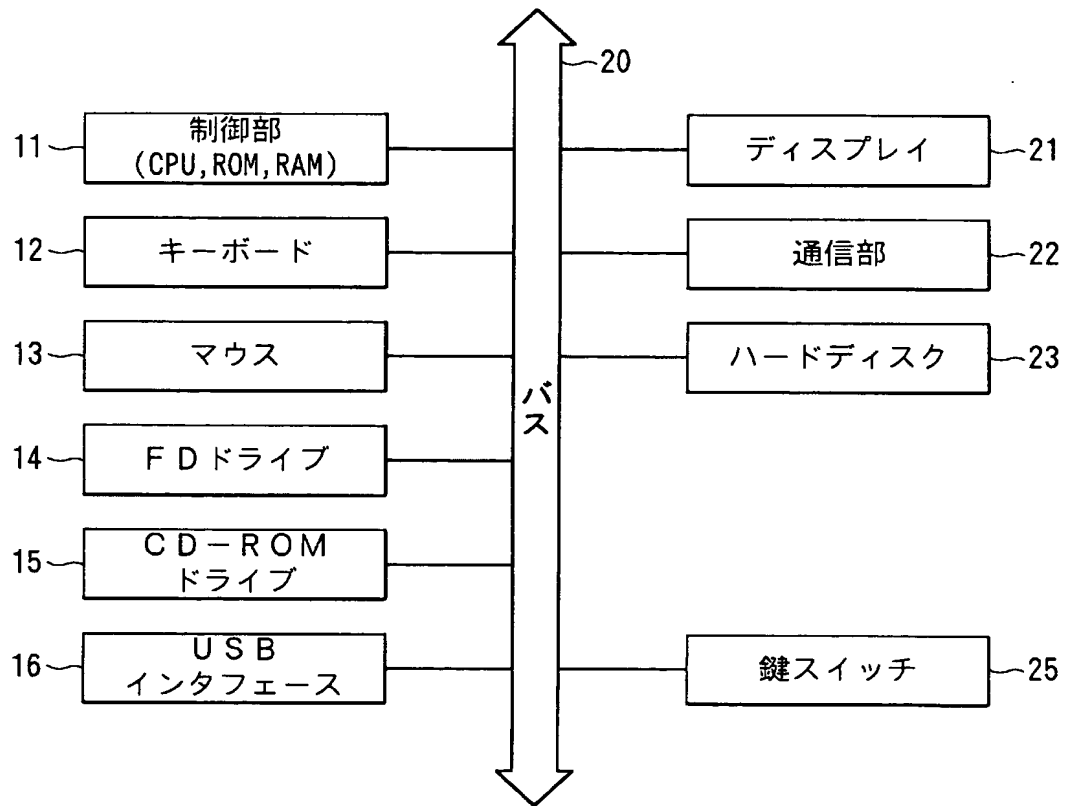 20
11
制御部
(CPU,ROM,RAM)
ディスプレイ
21
12
キーボード
通信部
22
13
マウス
ハードディスク
23
バス
14
ＦＤドライブ
15
ＣＤ－ＲＯＭ
ドライブ
16
ＵＳＢ
インタフェース
鍵スイッチ
25